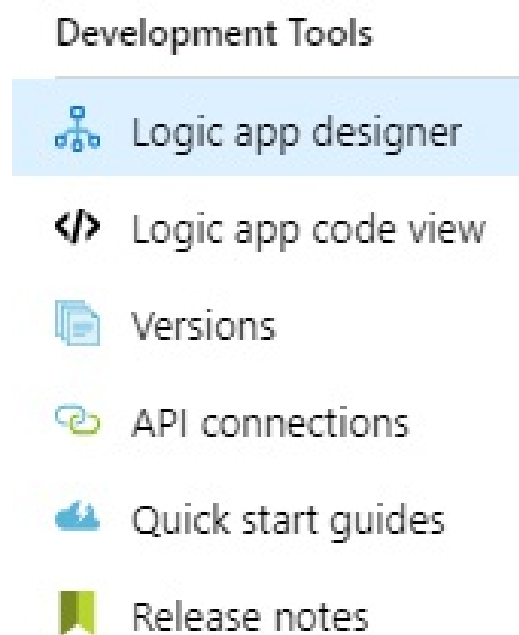 Development Tools
Logic app designer
Logic app code view
Versions
API connections
Quick start guides
Release notes